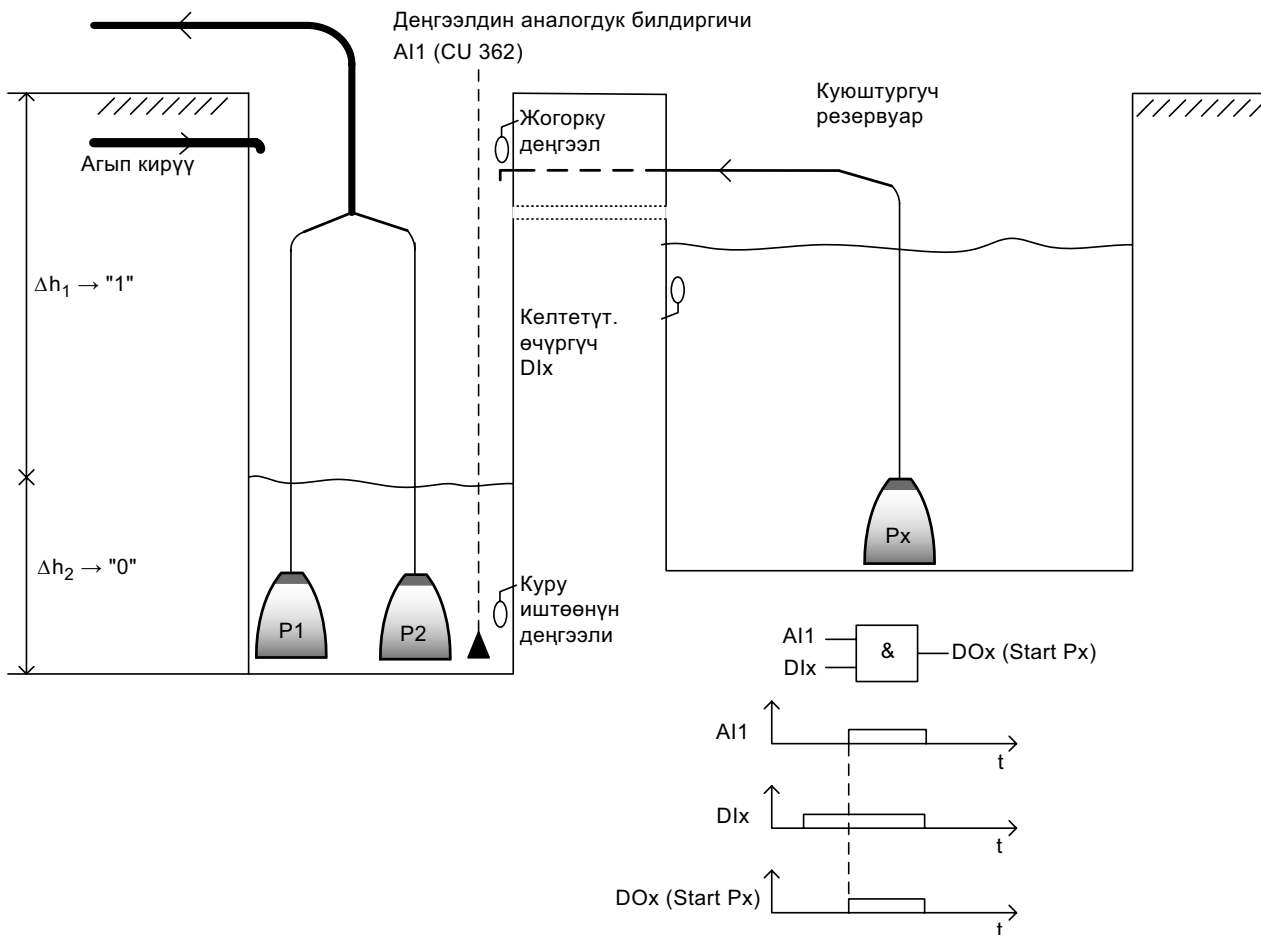 Деңгээлдин аналогдук билдиргичи
AI1 (CU 362)
Жогорку
деңгээл
Куюштургуч
резервуар
Агып кирүү
Δh1 → "1"
Келтетүт.
өчүргүч
DIx
Δh2 → "0"
Куру
иштөөнүн
деңгээли
P1
P2
Px
AI1
DIx
&
DOx (Start Px)
AI1
t
DIx
t
DOx (Start Px)
t